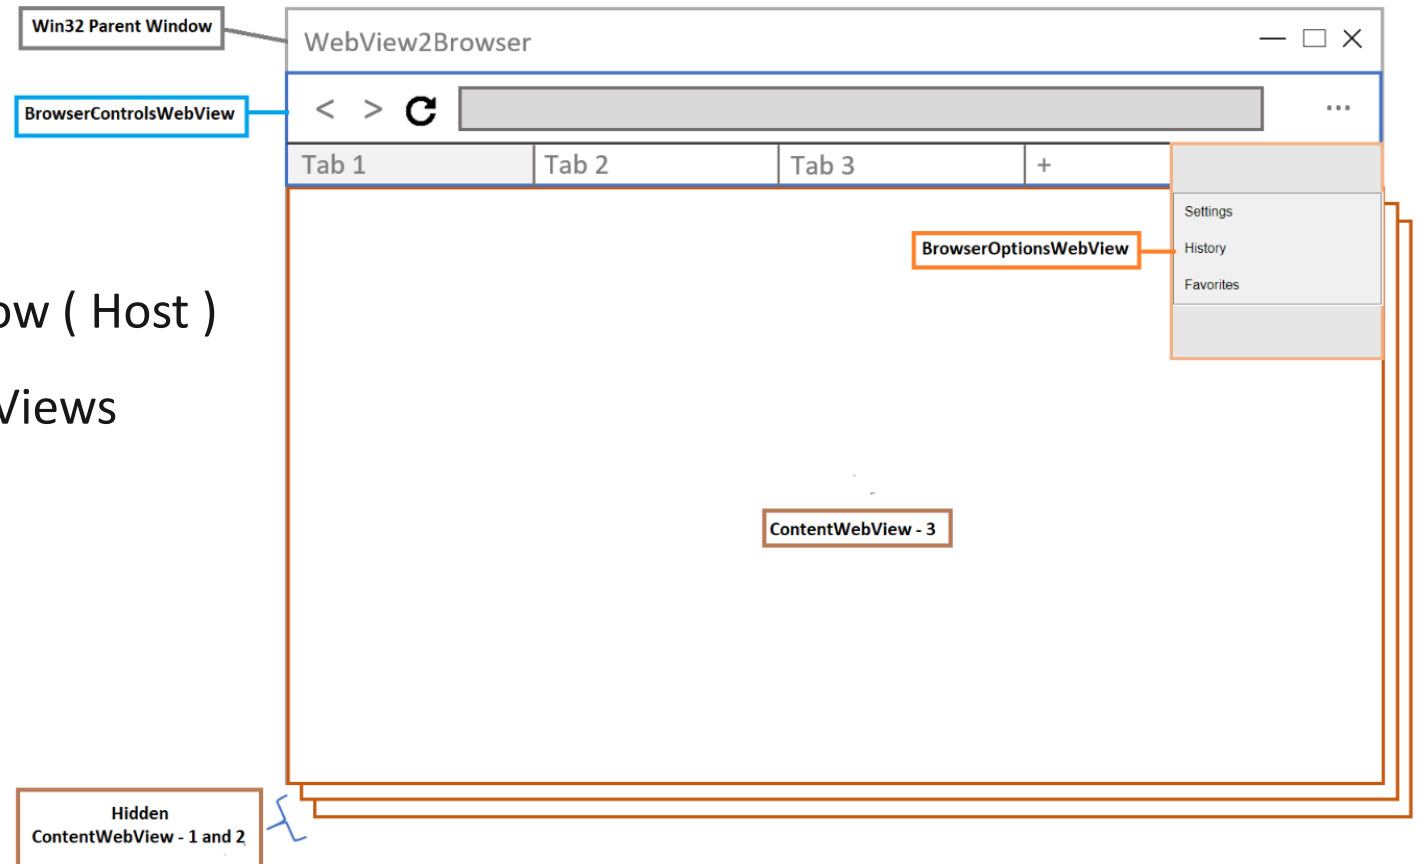 Win32 Parent Window
WebView2Browser
BrowserControlsWebView
< >
...
Tab 1
Tab 2
Tab 3
+
Settings
BrowserOptionsWebView
History
Favorites
ow ( Host )
Views
ContentWebView - 3
Hidden
ContentWebView - 1 and 2